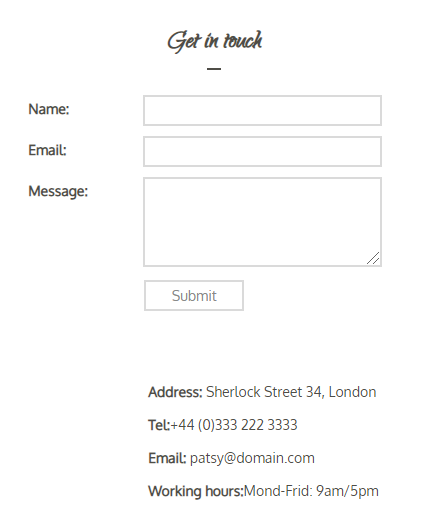 Get in touch
Name:
Email:
Message:
Submit
Address: Sherlock Street 34, London
Tel:+44 (0)333 222 3333
Email: patsy@domain.com
Working hours:Mond-Frid: 9am/5pm